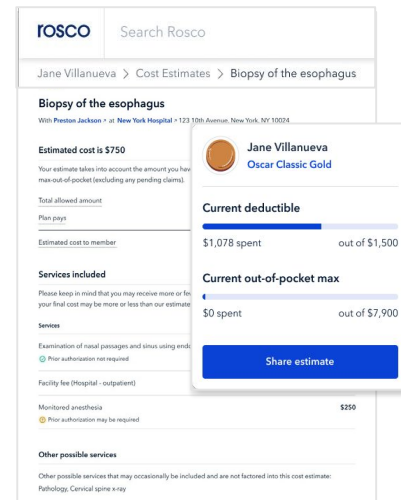 rosco
Search Rosco
Jane Villanueva > Cost Estimates > Biopsy of the esophagus
Biopsy of the esophagus
With Preston Jackson • at New York Hospital • 123 10th Avenue, New York, NY 10024
Estimated cost is $750
Your estimate takes into account the amount you hav
max-out-of-pocket (excluding any pending claims).
Total allowed amount
Plan pays
Estimated cost to member
Services included
Please keep in mind that you may receive more or few
your final cost may be more or less than our estimate
Services
Examination of nasal passages and sinus using endo
Prior authorization not required
Facility fee (Hospital - outpatient)
Monitored anesthesia
$250
Prior authorization may be required
Other possible services
Other possible services that may occasionally be included and are not factored into this cost estimate:
Pathology, Cervical spine x-ray
Jane Villanueva
Oscar Classic Gold
Current deductible
$1,078 spent
out of $1,500
Current out-of-pocket max
$0 spent
out of $7,900
Share estimate